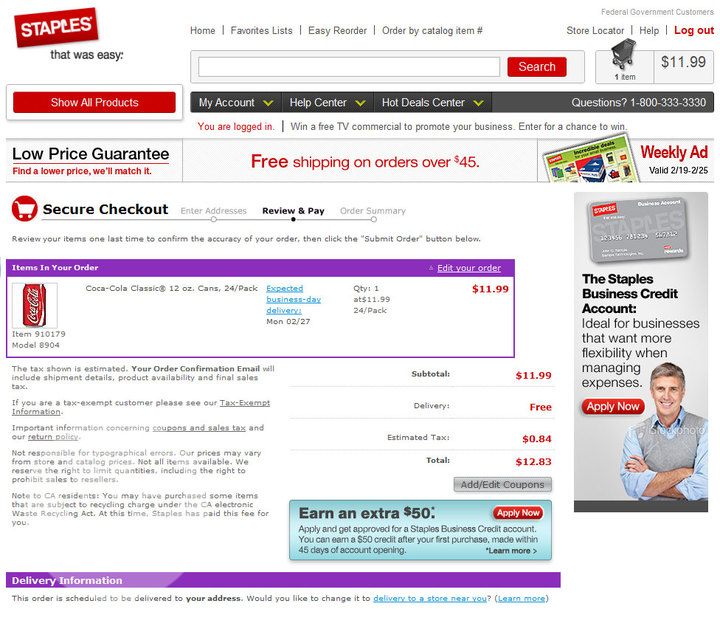 Federal Government Customers
STAPLES
that was easy.
Home | Favorites Lists | Easy Reorder | Order by catalog item #
Store Locator | Help | Log out
Search
1 item
$11.99
Show All Products
My Account
Help Center
Hot Deals Center
Questions? 1-800-333-3330
You are logged in. | Win a free TV commercial to promote your business. Enter for a chance to win.
Low Price Guarantee
Find a lower price, we'll match it.
Free shipping on orders over $45.
Incredible deals
Weekly Ad
Valid 2/19-2/25
Secure Checkout
Enter Addresses
Review & Pay
Order Summary
Review your items one last time to confirm the accuracy of your order, then click the "Submit Order" button below.
Items In Your Order
Edit your order
Coca-Cola
Item 910179
Model 8904
Coca-Cola Classic® 12 oz. Cans, 24/Pack
Expected
business-day
delivery:
Mon 02/27
Qty: 1
at$11.99
24/Pack
$11.99
The tax shown is estimated. Your Order Confirmation Email will
include shipment details, product availability and final sales
tax.
If you are a tax-exempt customer please see our Tax-Exempt
Information.
Important information concerning coupons and sales tax and
our return policy.
Not responsible for typographical errors. Our prices may vary
from store and catalog prices. Not all items available. We
reserve the right to limit quantities, including the right to
prohibit sales to resellers.
Note to CA residents: You may have purchased some items
that are subject to recycling charge under the CA electronic
Waste Recycling Act. At this time, Staples has paid this fee for
you.
Subtotal: $11.99
Delivery: Free
Estimated Tax: $0.84
Total: $12.83
Add/Edit Coupons
Earn an extra $50.*
Apply Now
Apply and get approved for a Staples Business Credit account.
You can earn a $50 credit after your first purchase, made within
45 days of account opening.
*Learn more >
Business Account
STAPLES
STAPLES
The Staples
Business Credit
Account:
Ideal for businesses
that want more
flexibility when
managing
expenses.
Apply Now
iStockphoto
Delivery Information
This order is scheduled to be delivered to your address. Would you like to change it to delivery to a store near you? (Learn more)